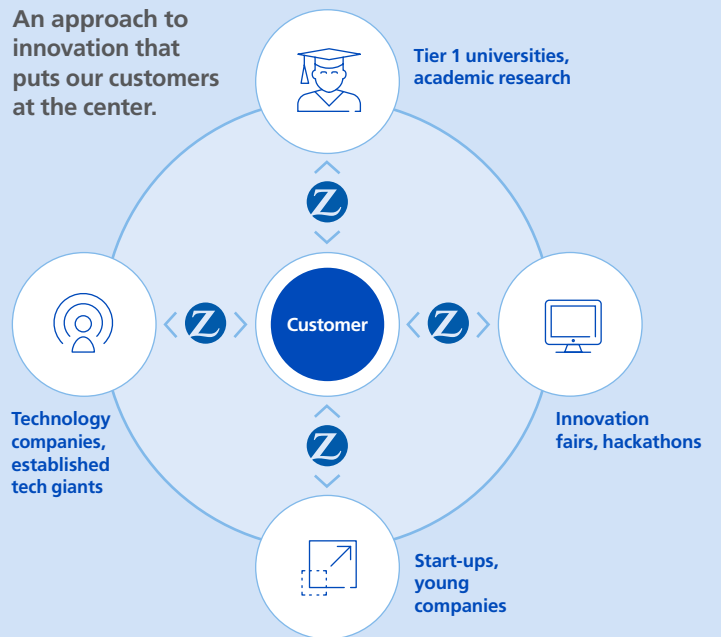 An approach to
innovation that
puts our customers
at the center.
Tier 1 universities,
academic research
Z
Z
Customer
Z
Technology
companies,
established
tech giants
Innovation
fairs, hackathons
Z
Start-ups,
young
companies